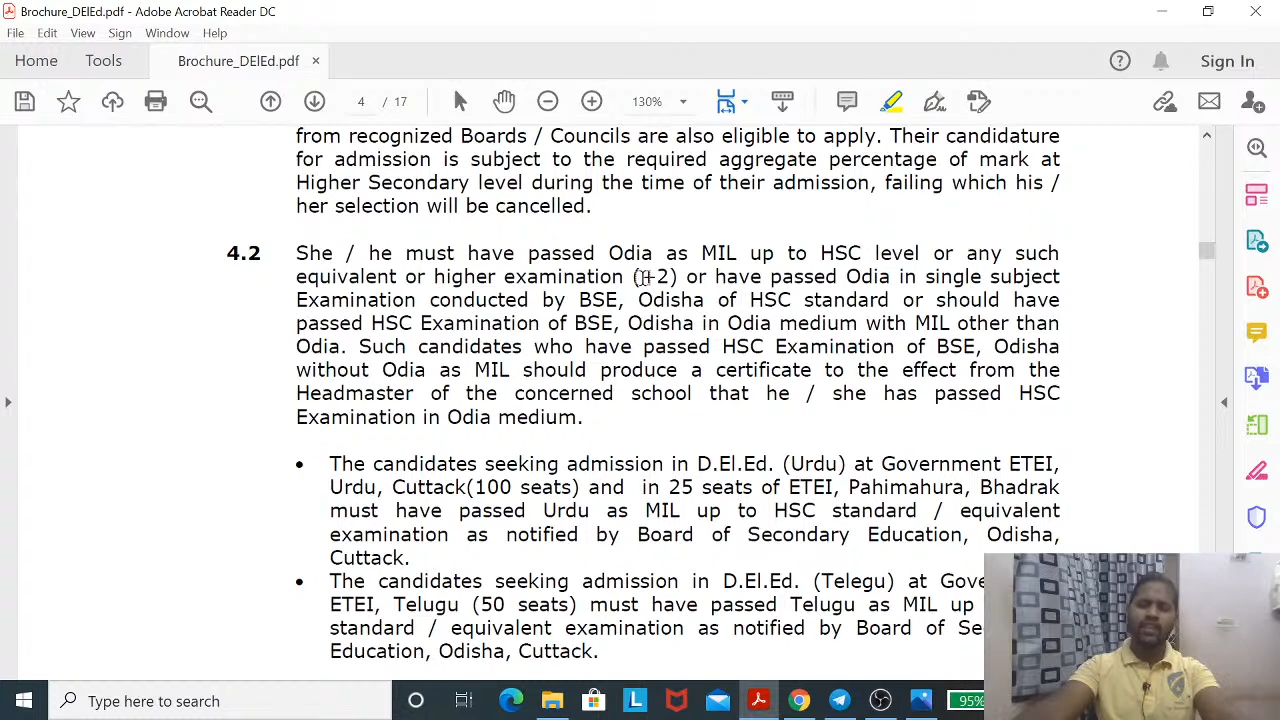 Brochure_DElEd.pdf - Adobe Acrobat Reader DC
File Edit View Sign Window Help
Home Tools Brochure_DElEd.pdf × Sign In
4 / 17 130%
from recognized Boards / Councils are also eligible to apply. Their candidature
for admission is subject to the required aggregate percentage of mark at
Higher Secondary level during the time of their admission, failing which his /
her selection will be cancelled.
4.2 She / he must have passed Odia as MIL up to HSC level or any such
equivalent or higher examination (+2) or have passed Odia in single subject
Examination conducted by BSE, Odisha of HSC standard or should have
passed HSC Examination of BSE, Odisha in Odia medium with MIL other than
Odia. Such candidates who have passed HSC Examination of BSE, Odisha
without Odia as MIL should produce a certificate to the effect from the
Headmaster of the concerned school that he / she has passed HSC
Examination in Odia medium.
• The candidates seeking admission in D.El.Ed. (Urdu) at Government ETEI,
Urdu, Cuttack(100 seats) and in 25 seats of ETEI, Pahimahura, Bhadrak
must have passed Urdu as MIL up to HSC standard / equivalent
examination as notified by Board of Secondary Education, Odisha,
Cuttack.
• The candidates seeking admission in D.El.Ed. (Telegu) at Gove
ETEI, Telugu (50 seats) must have passed Telugu as MIL up
standard / equivalent examination as notified by Board of Se
Education, Odisha, Cuttack.
Type here to search L 95%